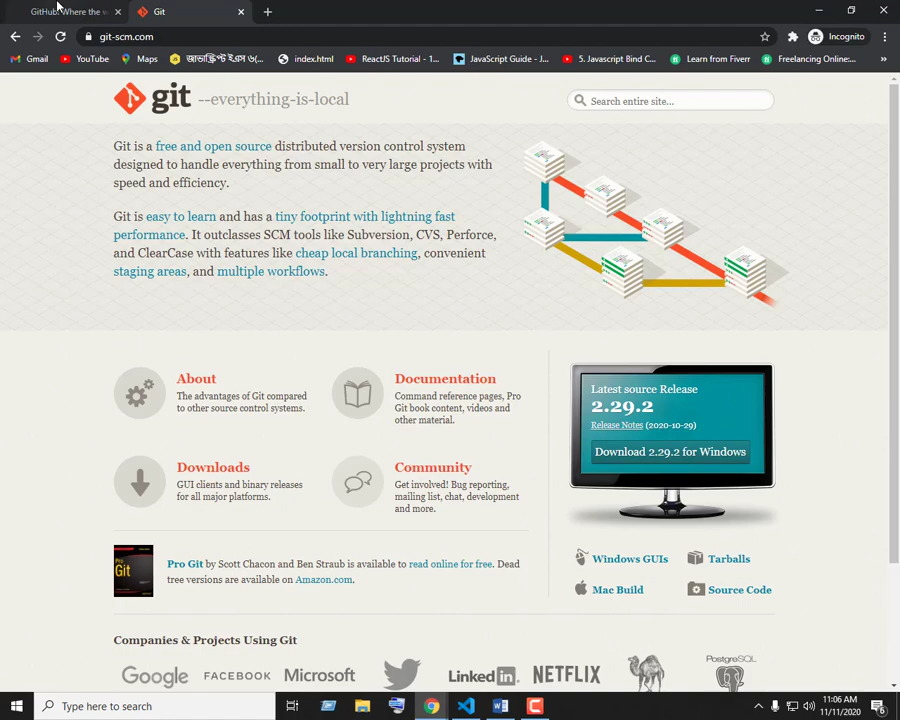 GitHub: Where the w
Git
git-scm.com
Incognito
Gmail
YouTube
Maps
index.html
ReactJS Tutorial - 1...
JavaScript Guide - J...
5. Javascript Bind C...
Learn from Fiverr
Freelancing Online:...
git --everything-is-local
Search entire site...
Git is a free and open source distributed version control system
designed to handle everything from small to very large projects with
speed and efficiency.
Git is easy to learn and has a tiny footprint with lightning fast
performance. It outclasses SCM tools like Subversion, CVS, Perforce,
and ClearCase with features like cheap local branching, convenient
staging areas, and multiple workflows.
About
The advantages of Git compared
to other source control systems.
Documentation
Command reference pages, Pro
Git book content, videos and
other material.
Downloads
GUI clients and binary releases
for all major platforms.
Community
Get involved! Bug reporting,
mailing list, chat, development
and more.
Latest source Release
2.29.2
Release Notes (2020-10-29)
Download 2.29.2 for Windows
Windows GUIs
Tarballs
Mac Build
Source Code
Pro
Git
Pro Git by Scott Chacon and Ben Straub is available to read online for free. Dead
tree versions are available on Amazon.com.
Companies & Projects Using Git
Google
FACEBOOK
Microsoft
LinkedIn
NETFLIX
PostgreSQL
Type here to search
11:06 AM
11/11/2020
6